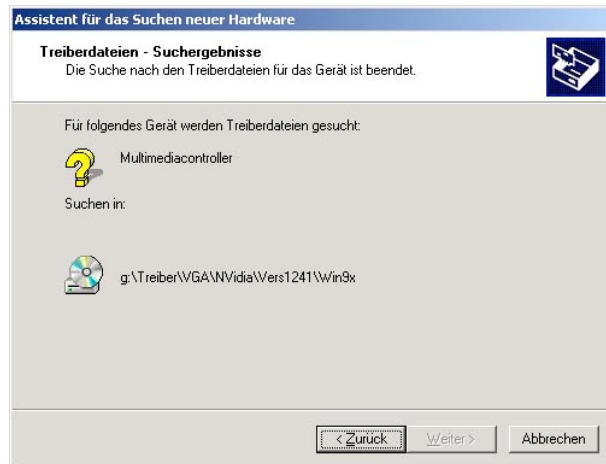 Assistent für das Suchen neuer Hardware
Treiberdateien - Suchergebnisse
Die Suche nach den Treiberdateien für das Gerät ist beendet.
Für folgendes Gerät werden Treiberdateien gesucht:
Multimediacontroller
Suchen in:
g:\Treiber\VGA\NVidia\Vers1241\Win9x
< Zurück Weiter > Abbrechen